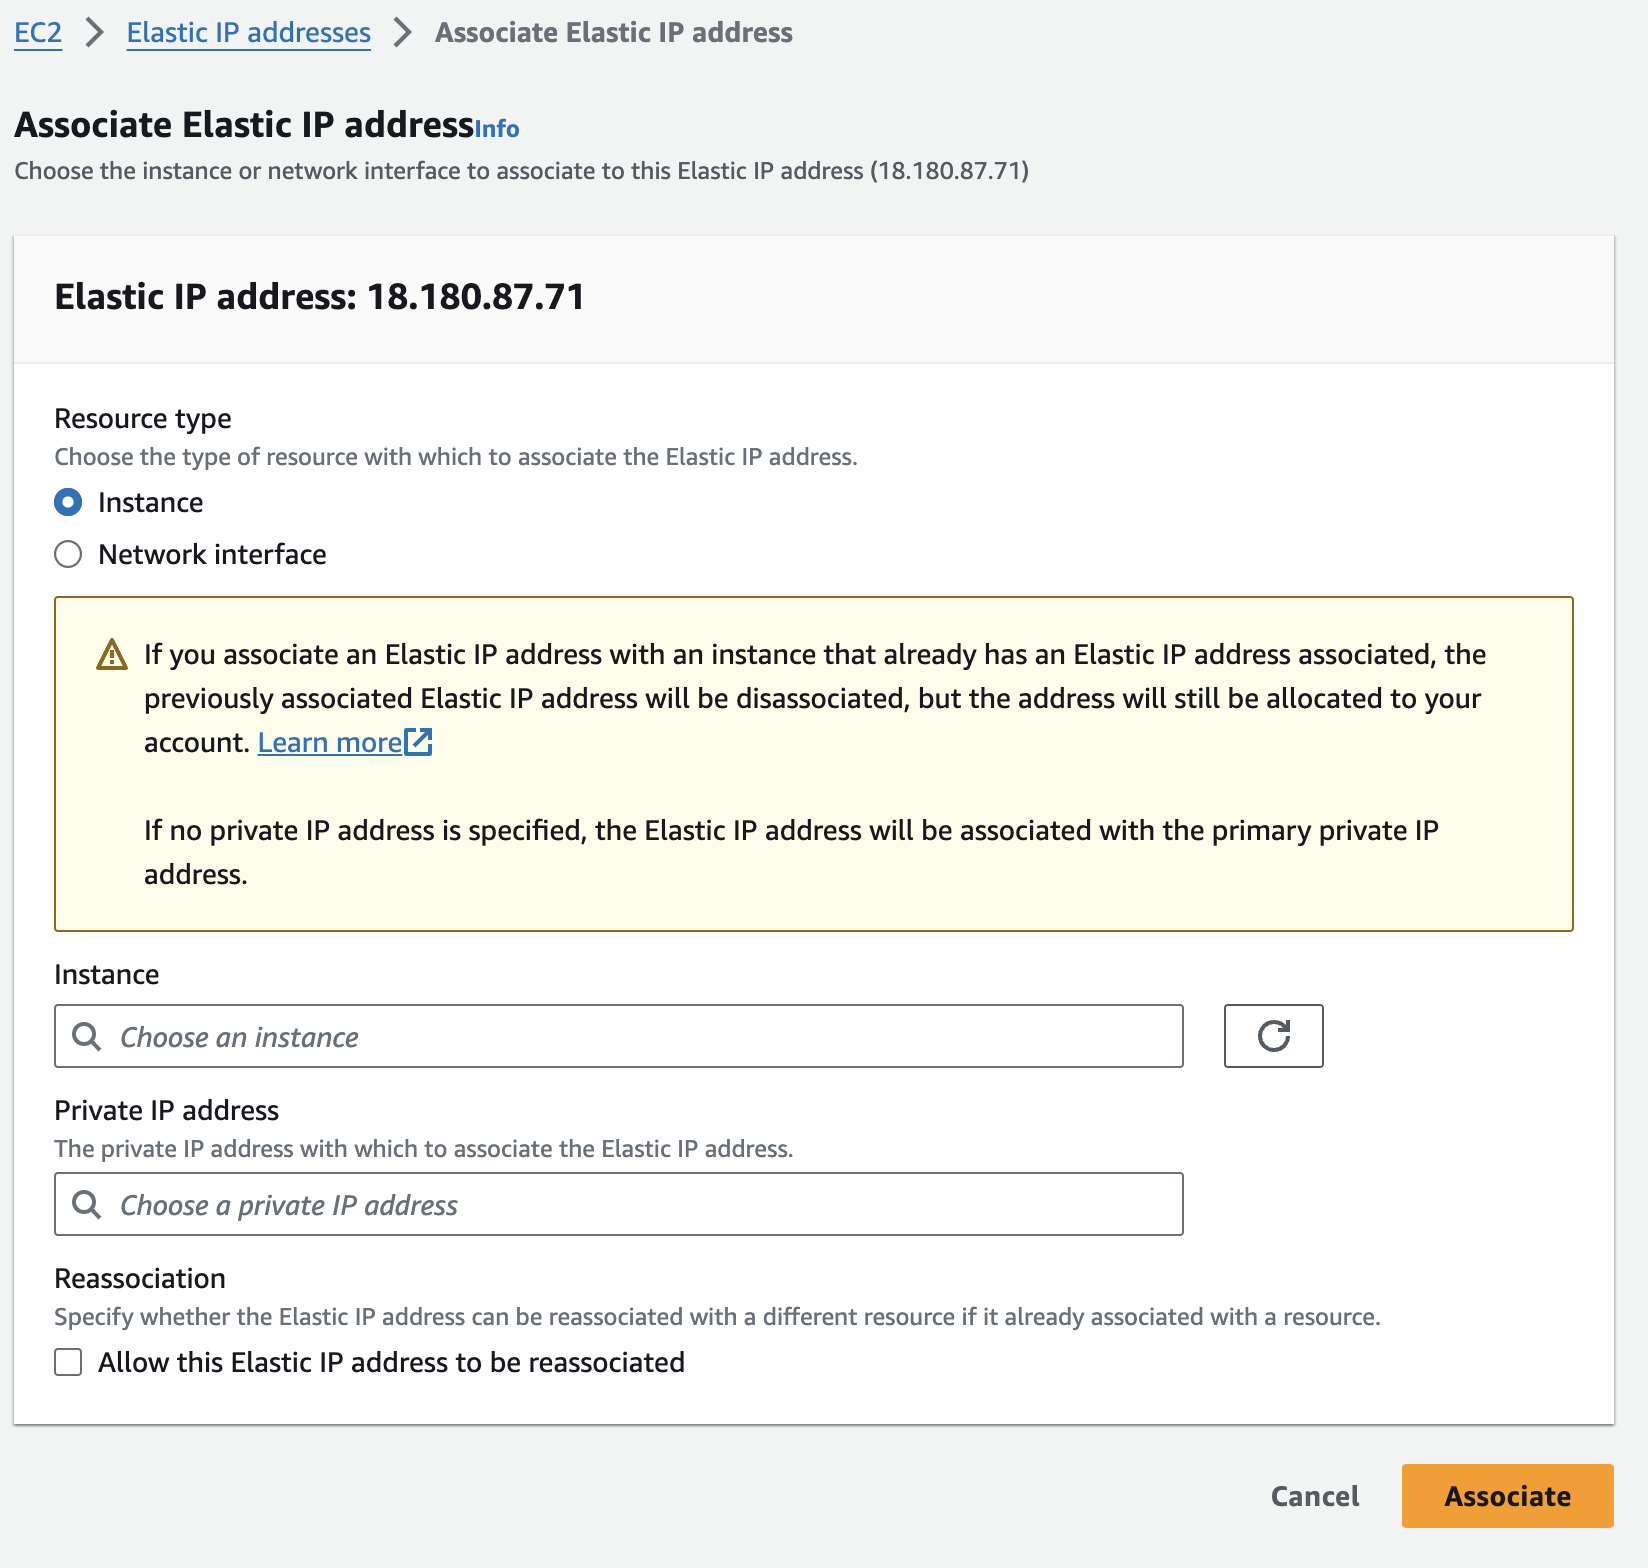 EC2 > Elastic IP addresses > Associate Elastic IP address
Associate Elastic IP address Info
Choose the instance or network interface to associate to this Elastic IP address (18.180.87.71)
Elastic IP address: 18.180.87.71
Resource type
Choose the type of resource with which to associate the Elastic IP address.
Instance
Network interface
If you associate an Elastic IP address with an instance that already has an Elastic IP address associated, the
previously associated Elastic IP address will be disassociated, but the address will still be allocated to your
account. Learn more
If no private IP address is specified, the Elastic IP address will be associated with the primary private IP
address.
Instance
Choose an instance
Private IP address
The private IP address with which to associate the Elastic IP address.
Choose a private IP address
Reassociation
Specify whether the Elastic IP address can be reassociated with a different resource if it already associated with a resource.
Allow this Elastic IP address to be reassociated
Cancel
Associate